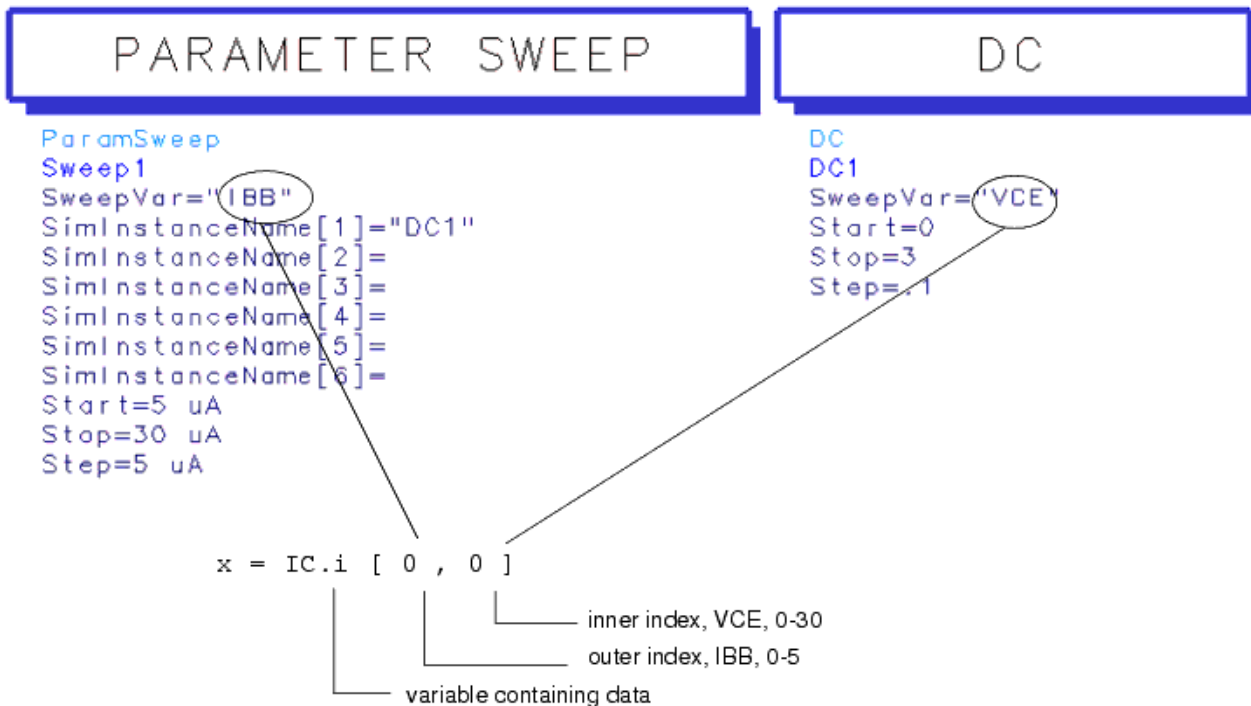 PARAMETER SWEEP
ParamSweep
Sweep1
SweepVar="IBB"
SimInstanceName[1]="DC1"
SimInstanceName[2]=
SimInstanceName[3]=
SimInstanceName[4]=
SimInstanceName[5]=
SimInstanceName[6]=
Start=5 uA
Stop=30 uA
Step=5 uA
DC
DC
DC1
SweepVar="VCE"
Start=0
Stop=3
Step=.1
x = IC.i [ 0 , 0 ]
inner index, VCE, 0-30
outer index, IBB, 0-5
variable containing data